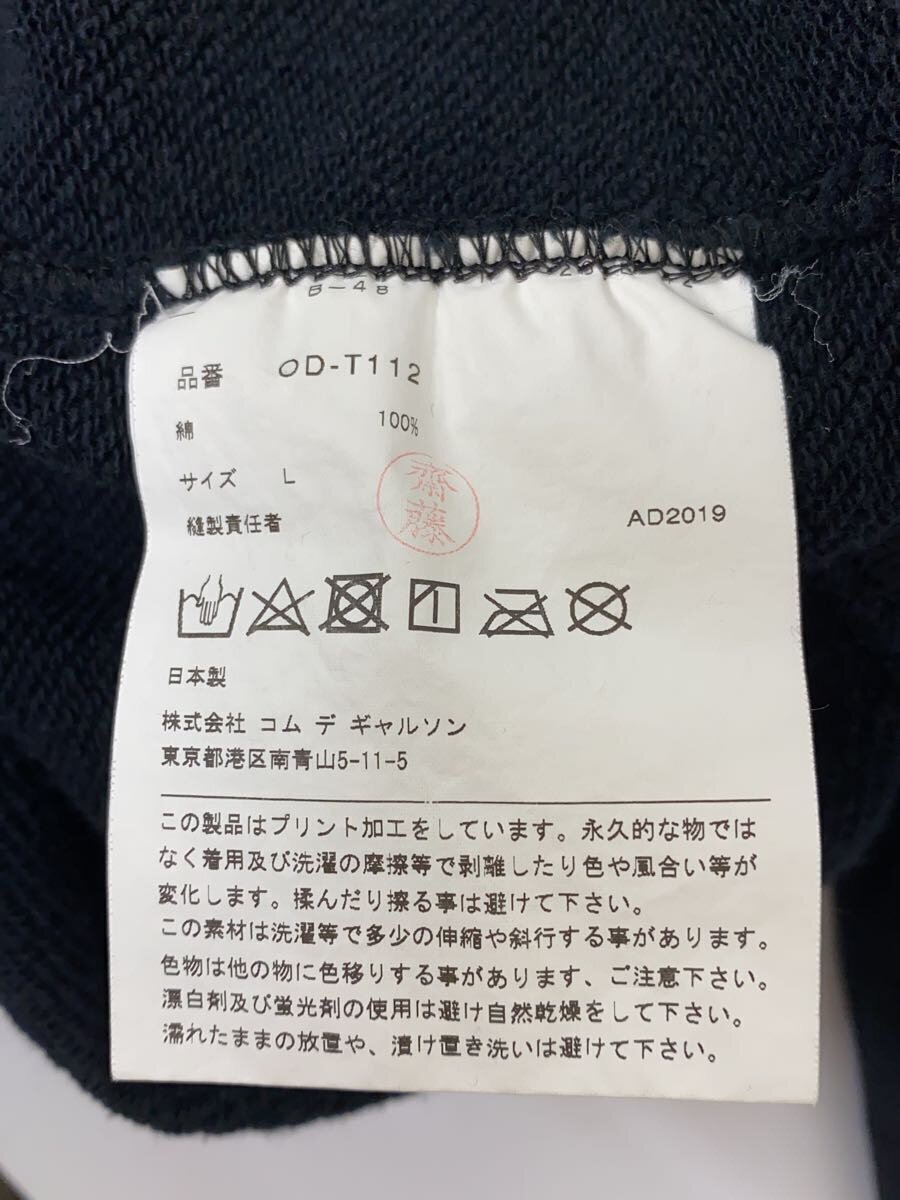 B-48
品番 OD-T112
綿 100%
サイズ L
齋藤
縫製責任者
AD2019
日本製
株式会社 コム デ ギャルソン
東京都港区南青山5-11-5
この製品はプリント加工をしています。永久的な物では
なく着用及び洗濯の摩擦等で剥離したり色や風合い等が
変化します。揉んだり擦る事は避けて下さい。
この素材は洗濯等で多少の伸縮や斜行する事があります。
色物は他の物に色移りする事があります、ご注意下さい。
漂白剤及び蛍光剤の使用は避け自然乾燥をして下さい。
濡れたままの放置や、漬け置き洗いは避けて下さい。